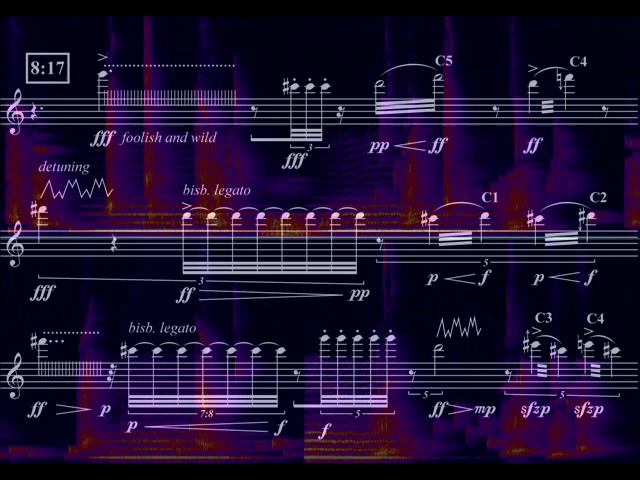 8:17
C5 C4
fff foolish and wild fff pp ff ff
3
detuning
bisb. legato
C1 C2
3 5
fff ff pp p f p f
bisb. legato
C3 C4
7:8 5 5 5
ff p p f f ff mp sfzp sfzp